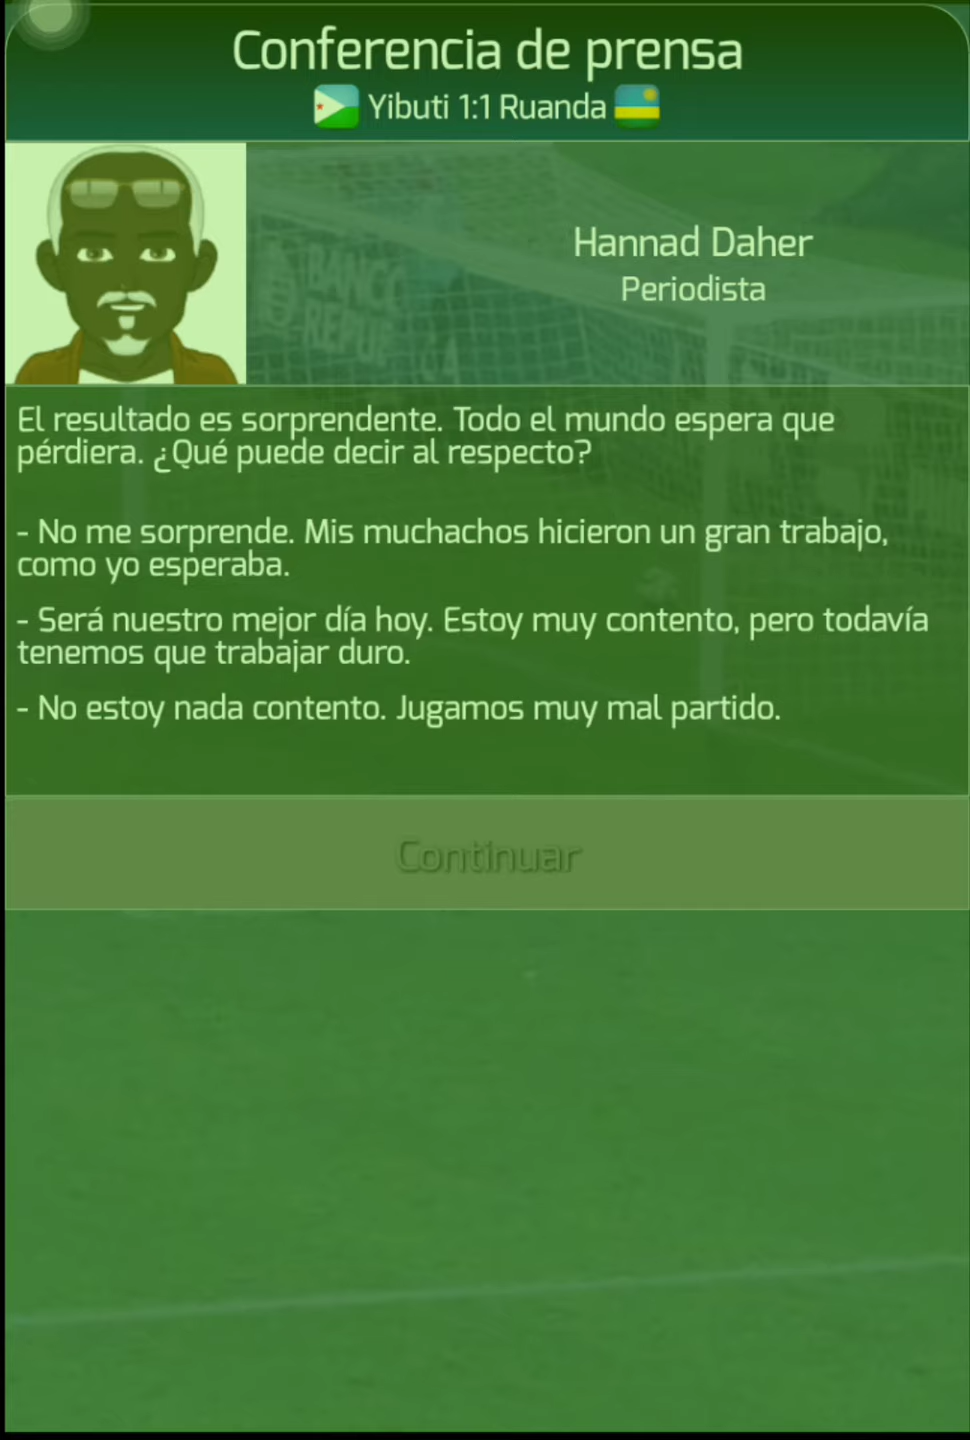 Conferencia de prensa
Yibuti 1:1 Ruanda
Hannad Daher
Periodista
BANCO
El resultado es sorprendente. Todo el mundo espera que
pérdiera. ¿Qué puede decir al respecto?
- No me sorprende. Mis muchachos hicieron un gran trabajo,
como yo esperaba.
- Será nuestro mejor día hoy. Estoy muy contento, pero todavía
tenemos que trabajar duro.
- No estoy nada contento. Jugamos muy mal partido.
Continuar